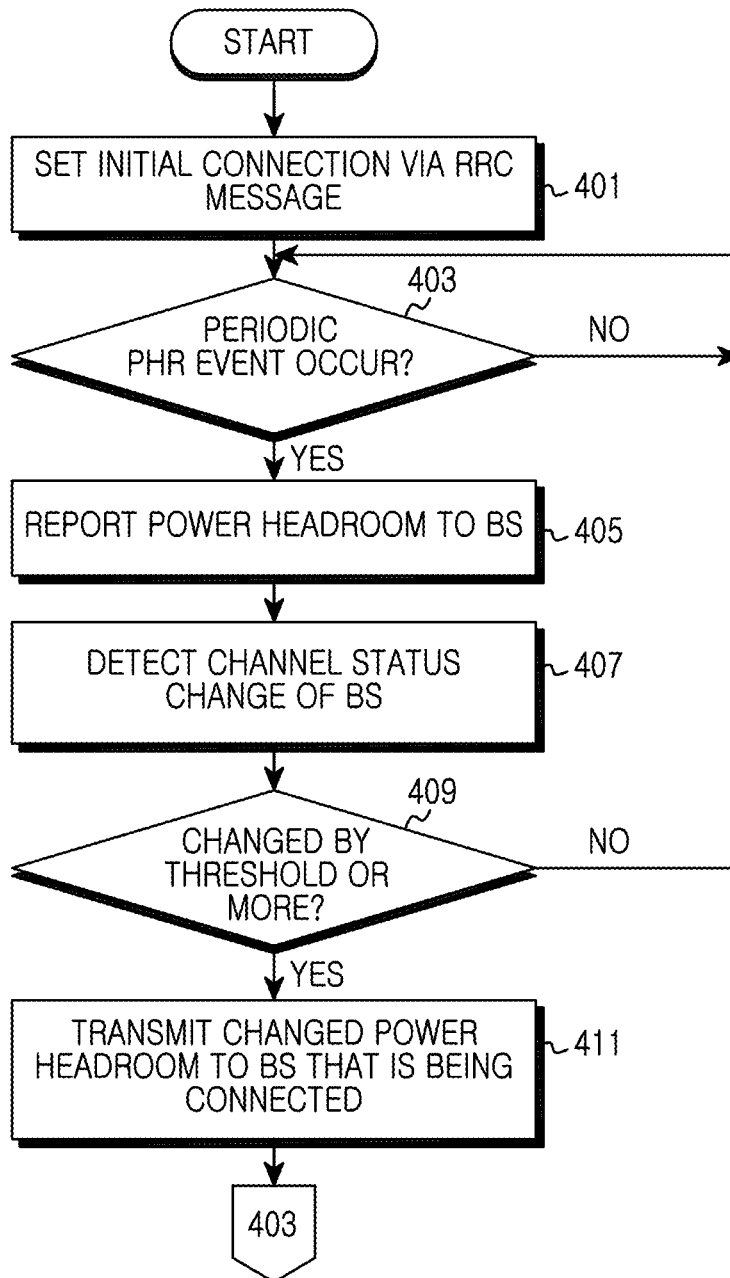 START
SET INITIAL CONNECTION VIA RRC
MESSAGE
401
403
PERIODIC
PHR EVENT OCCUR?
NO
YES
REPORT POWER HEADROOM TO BS
405
DETECT CHANNEL STATUS
CHANGE OF BS
407
409
CHANGED BY
THRESHOLD OR
MORE?
NO
YES
TRANSMIT CHANGED POWER
HEADROOM TO BS THAT IS BEING
CONNECTED
411
403